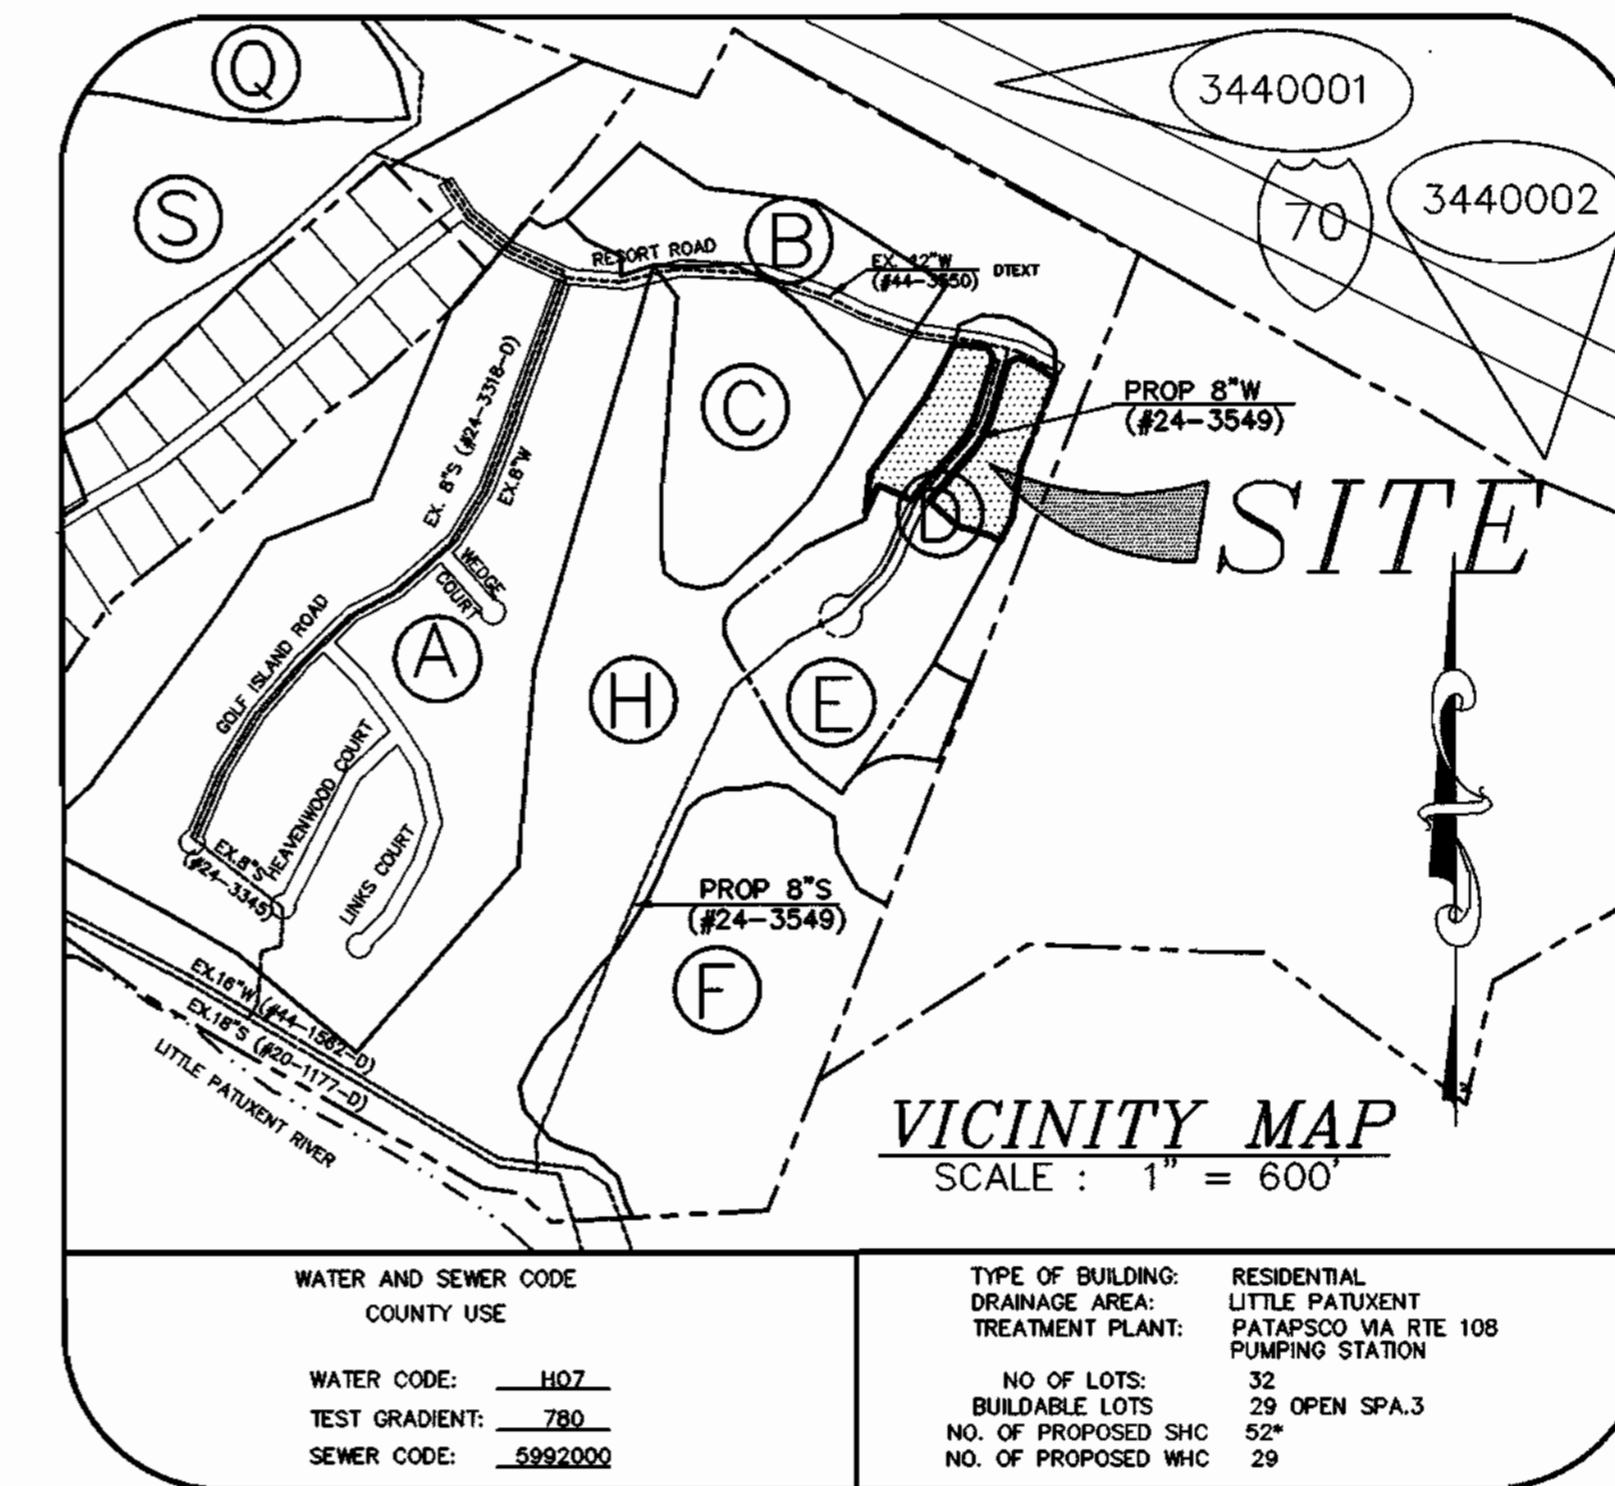 Q
3440001
S
3440002
70
B
RESORT ROAD
EX. 12"W
(#44-3550)
DTEXT
EX. 8"S (#24-3318-D)
EX.8"W
C
PROP 8"W
(#24-3549)
D
SITE
WEDGE
COURT
GOLF ISLAND ROAD
A
H
E
HEAVENWOOD COURT
EX.8"S
(#24-3345)
LINKS COURT
PROP 8"S
(#24-3549)
F
EX.16"W (#44-1562-D)
EX.18"S (#20-1177-D)
LITTLE PATUXENT RIVER
VICINITY MAP
SCALE : 1" = 600'
WATER AND SEWER CODE
COUNTY USE
WATER CODE: H07
TEST GRADIENT: 780
SEWER CODE: 5992000
TYPE OF BUILDING: RESIDENTIAL
DRAINAGE AREA: LITTLE PATUXENT
TREATMENT PLANT: PATAPSCO VIA RTE 108
PUMPING STATION
NO OF LOTS: 32
BUILDABLE LOTS 29 OPEN SPA.3
NO. OF PROPOSED SHC 52*
NO. OF PROPOSED WHC 29